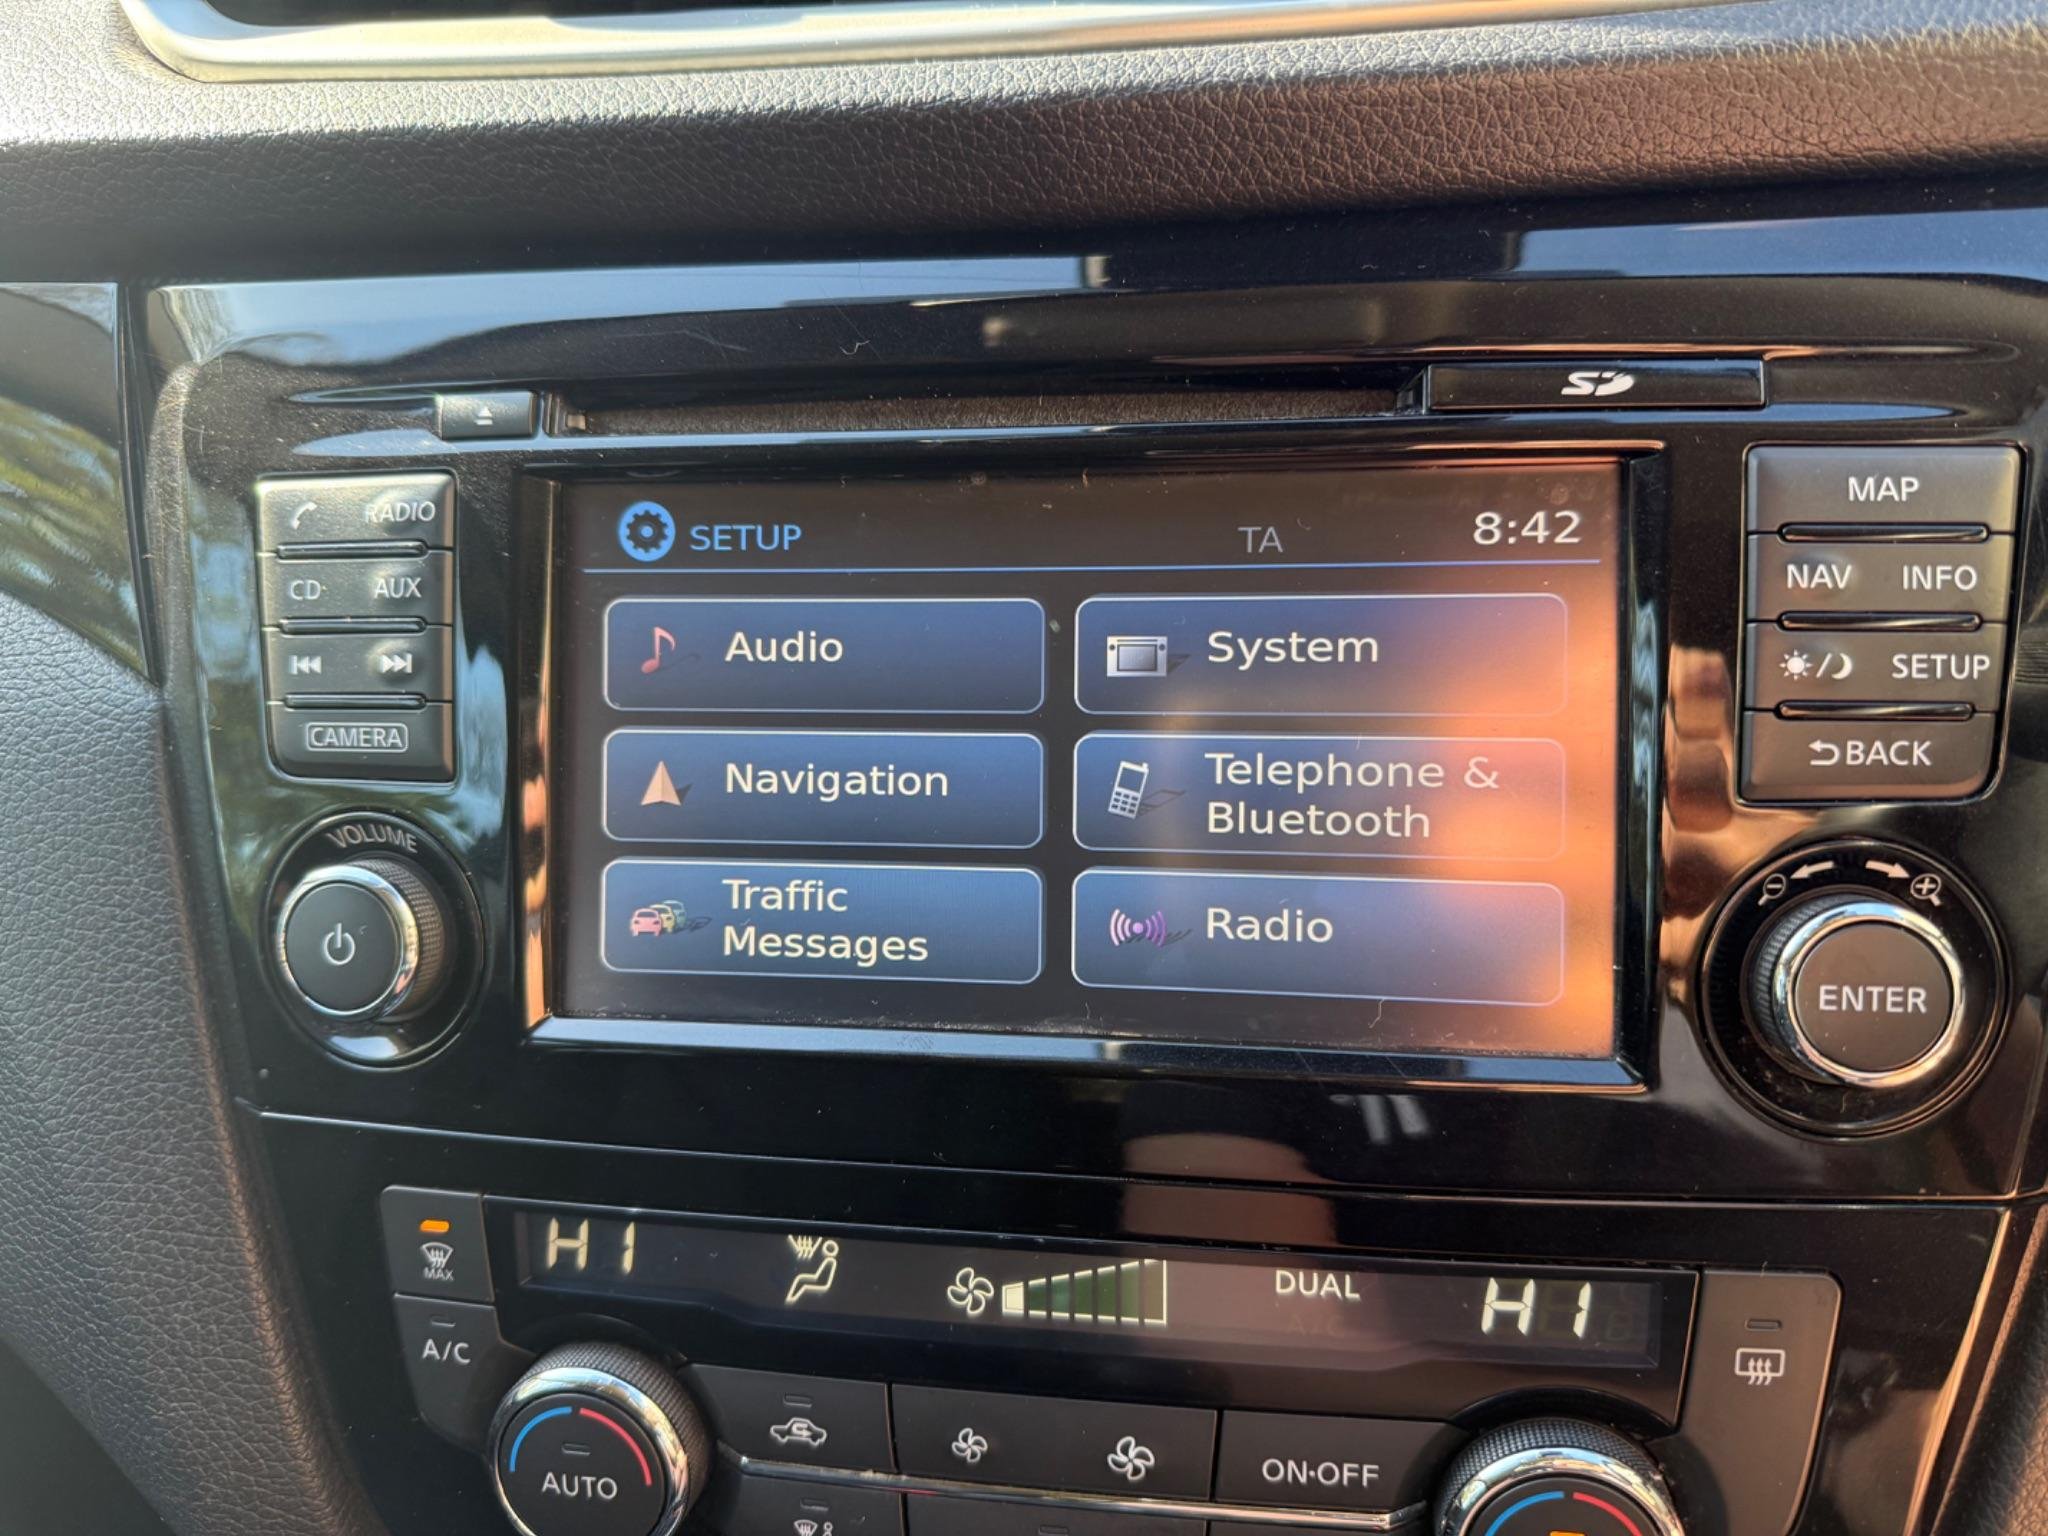 SD
RADIO
CD AUX
CAMERA
VOLUME
SETUP TA 8:42
Audio
System
Navigation
Telephone &
Bluetooth
Traffic
Messages
Radio
MAP
NAV INFO
SETUP
BACK
ENTER
MAX
A/C
HI
DUAL
HI
AUTO
ON·OFF